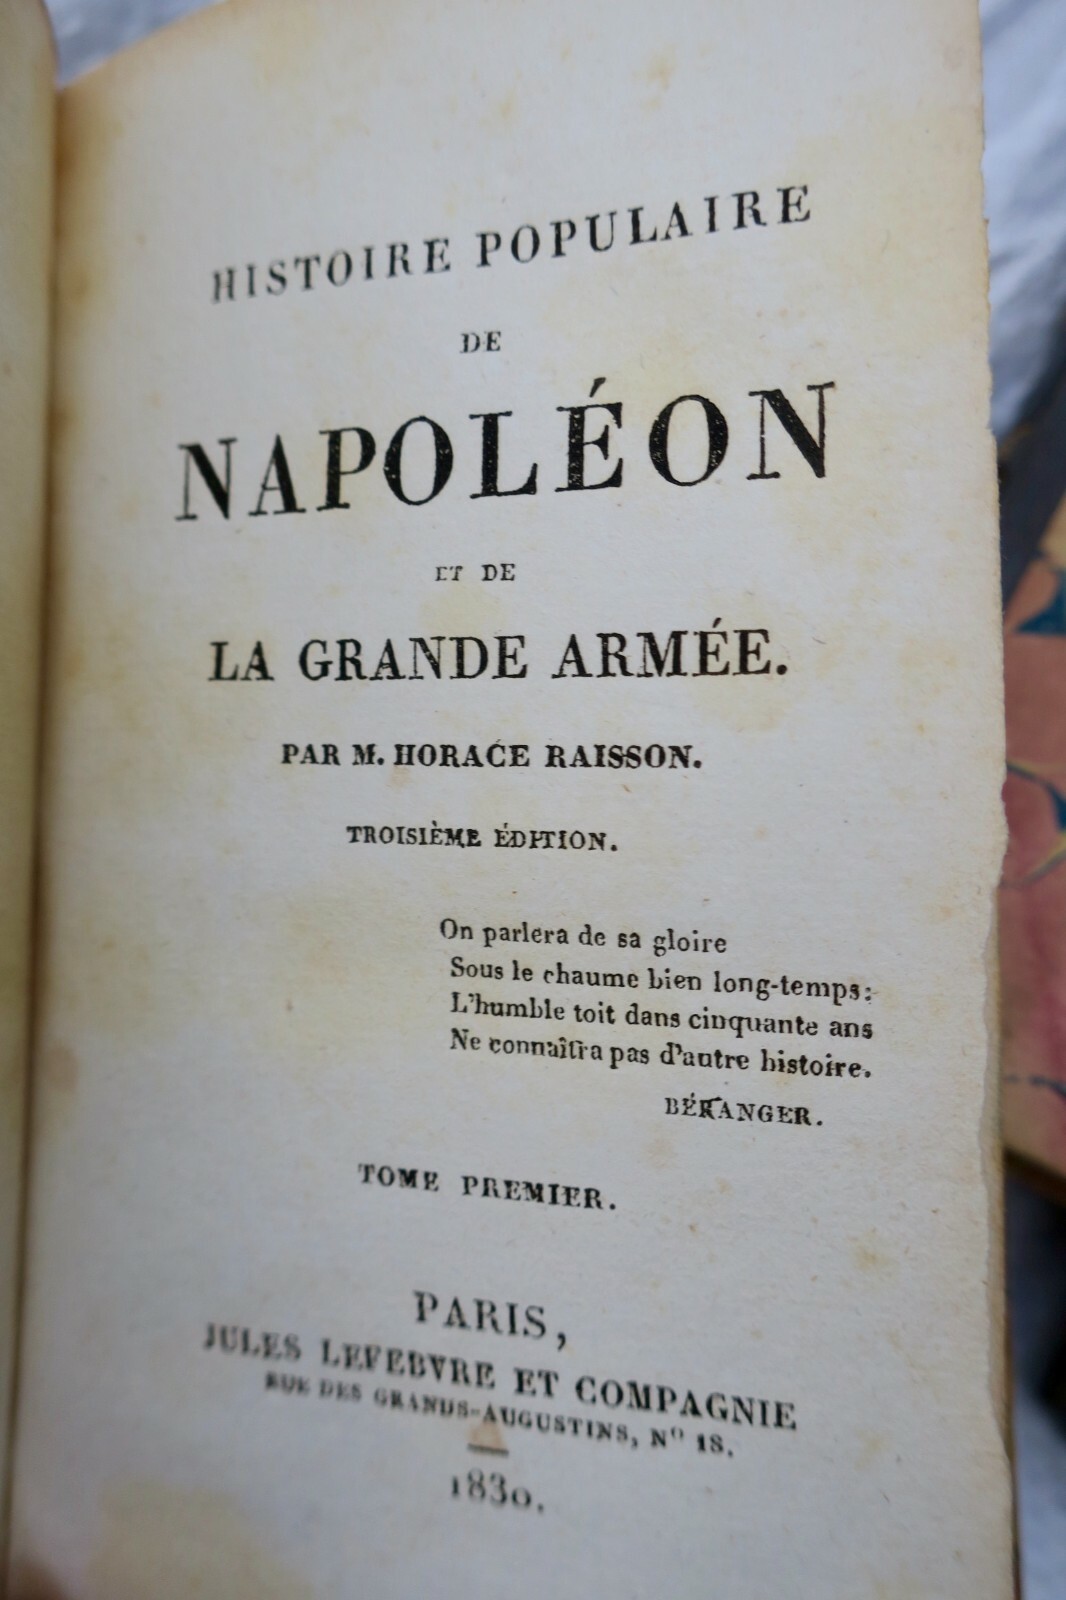 HISTOIRE POPULAIRE
DE
NAPOLÉON
ET DE
LA GRANDE ARMÉE.
PAR M. HORACE RAISSON.
TROISIÈME ÉDITION.
On parlera de sa gloire
Sous le chaume bien long-temps:
L'humble toit dans cinquante ans
Ne connaîtra pas d'autre histoire.
BÉRANGER.
TOME PREMIER.
PARIS,
JULES LEFEBVRE ET COMPAGNIE
RUE DES GRANDS-AUGUSTINS, Nº 18.
1830.